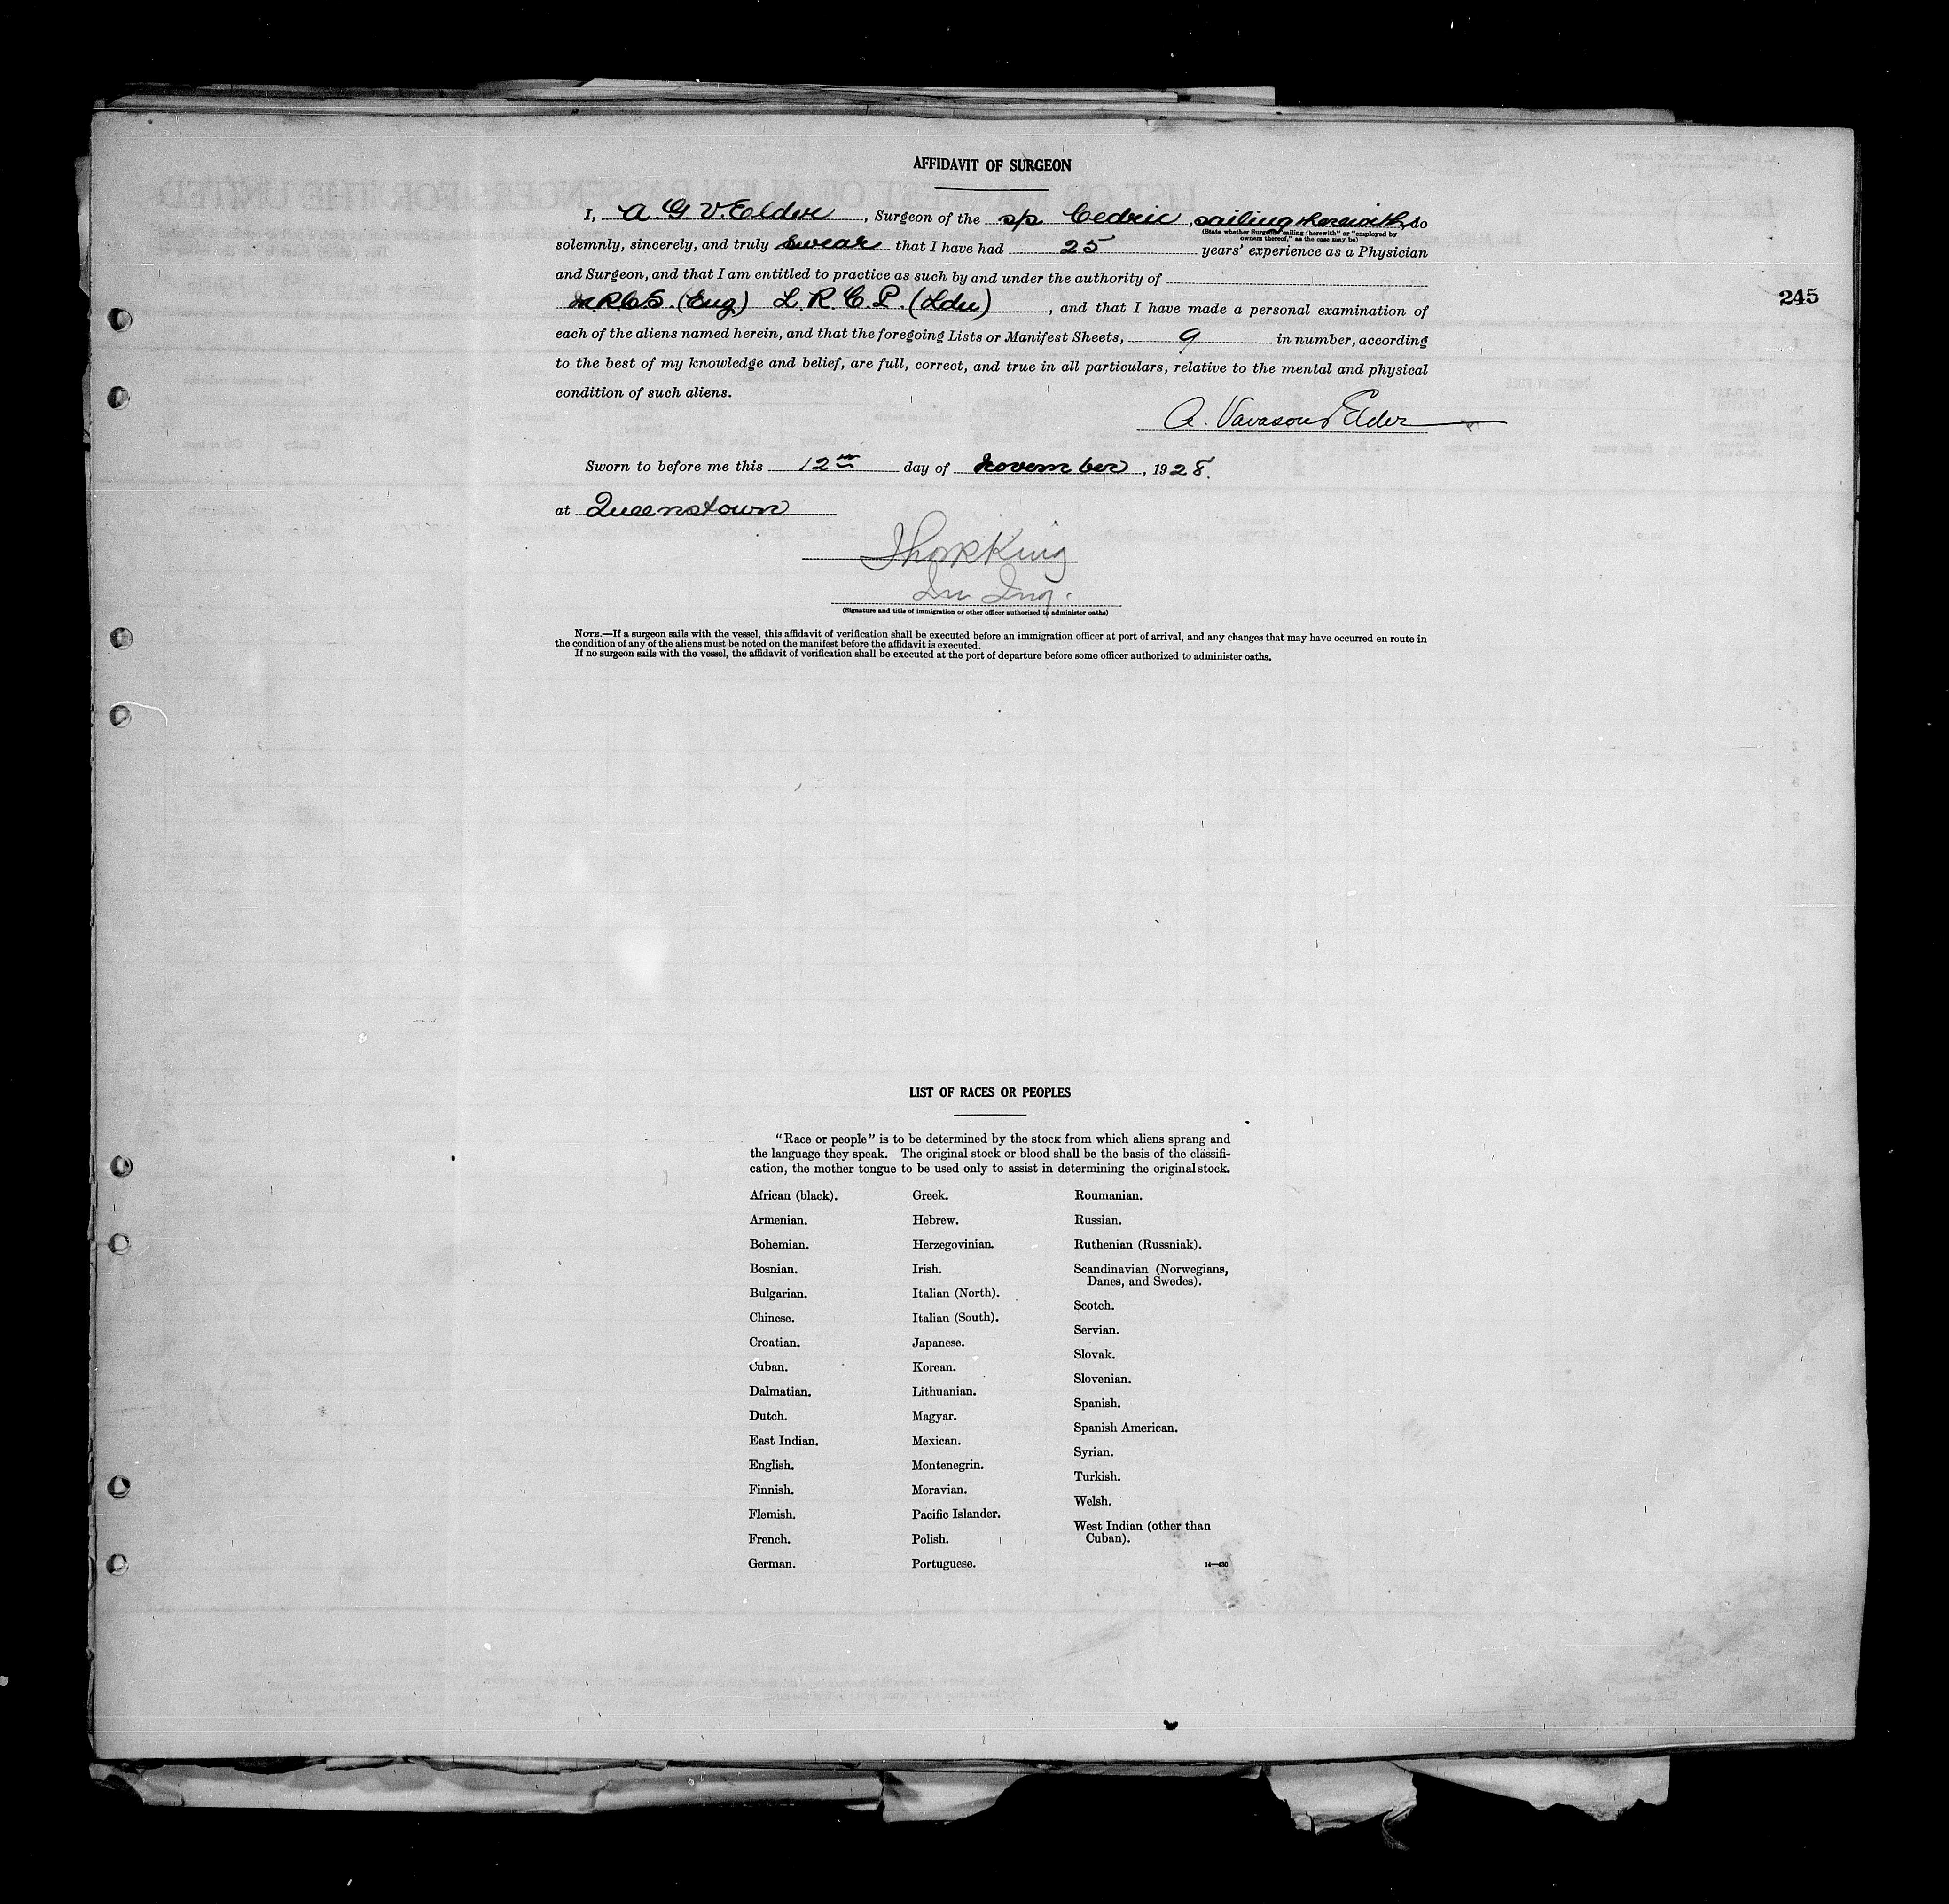 AFFIDAVIT OF SURGEON
I, A. G. V. Elder, Surgeon of the s/s Cedric, sailing therewith, do
(State whether Surgeon "sailing therewith" or "employed by
owners thereof," as the case may be)
solemnly, sincerely, and truly swear that I have had 25 years' experience as a Physician
and Surgeon, and that I am entitled to practice as such by and under the authority of
M.R.C.S. (Eng) L.R.C.P. (Ldn), and that I have made a personal examination of
each of the aliens named herein, and that the foregoing Lists or Manifest Sheets, 9 in number, according
to the best of my knowledge and belief, are full, correct, and true in all particulars, relative to the mental and physical
condition of such aliens.
A. Vavasour Elder
Sworn to before me this 12th day of November, 1928.
at Queenstown
King
(Signature and title of immigration or other officer authorized to administer oaths)
NOTE.—If a surgeon sails with the vessel, this affidavit of verification shall be executed before an immigration officer at port of arrival, and any changes that may have occurred en route in
the condition of any of the aliens must be noted on the manifest before the affidavit is executed.
If no surgeon sails with the vessel, the affidavit of verification shall be executed at the port of departure before some officer authorized to administer oaths.
245
LIST OF RACES OR PEOPLES
"Race or people" is to be determined by the stock from which aliens sprang and
the language they speak. The original stock or blood shall be the basis of the classifi-
cation, the mother tongue to be used only to assist in determining the original stock.
African (black).
Armenian.
Bohemian.
Bosnian.
Bulgarian.
Chinese.
Croatian.
Cuban.
Dalmatian.
Dutch.
East Indian.
English.
Finnish.
Flemish.
French.
German.
Greek.
Hebrew.
Herzegovinian.
Irish.
Italian (North).
Italian (South).
Japanese.
Korean.
Lithuanian.
Magyar.
Mexican.
Montenegrin.
Moravian.
Pacific Islander.
Polish.
Portuguese.
Roumanian.
Russian.
Ruthenian (Russniak).
Scandinavian (Norwegians,
Danes, and Swedes).
Scotch.
Servian.
Slovak.
Slovenian.
Spanish.
Spanish American.
Syrian.
Turkish.
Welsh.
West Indian (other than
Cuban).
14—430